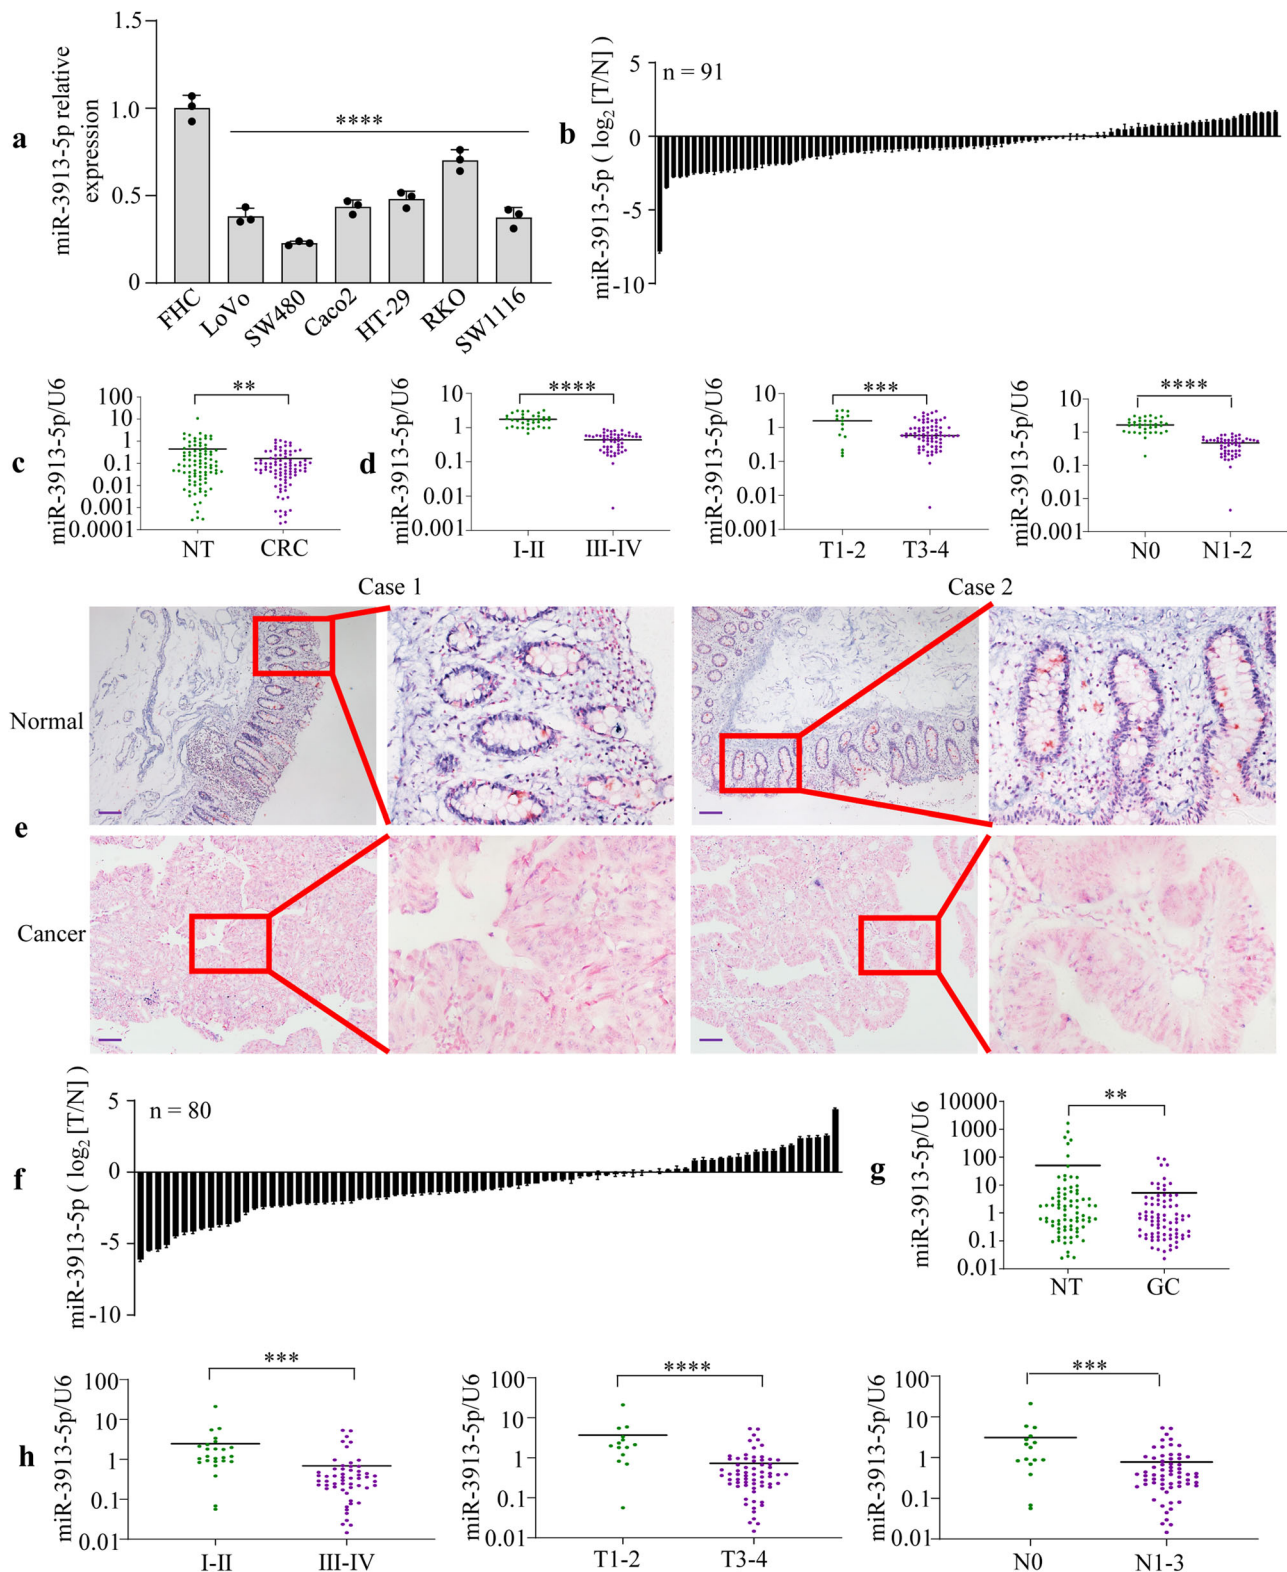 a
miR-3913-5p relative
expression
1.5
1.0
0.5
0
****
FHC
LoVo
SW480
Caco2
HT-29
RKO
SW1116
b
miR-3913-5p ( log2 [T/N] )
5
0
-5
-10
n = 91
c
miR-3913-5p/U6
100
10
1
0.1
0.01
0.001
0.0001
**
NT
CRC
d
miR-3913-5p/U6
10
1
0.1
0.01
0.001
****
I-II
III-IV
miR-3913-5p/U6
10
1
0.1
0.01
0.001
***
T1-2
T3-4
miR-3913-5p/U6
10
1
0.1
0.01
0.001
****
N0
N1-2
Case 1
Case 2
Normal
e
Cancer
f
miR-3913-5p ( log2 [T/N] )
5
0
-5
-10
n = 80
g
miR-3913-5p/U6
10000
1000
100
10
1
0.1
0.01
**
NT
GC
h
miR-3913-5p/U6
100
10
1
0.1
0.01
***
I-II
III-IV
miR-3913-5p/U6
100
10
1
0.1
0.01
****
T1-2
T3-4
miR-3913-5p/U6
100
10
1
0.1
0.01
***
N0
N1-3